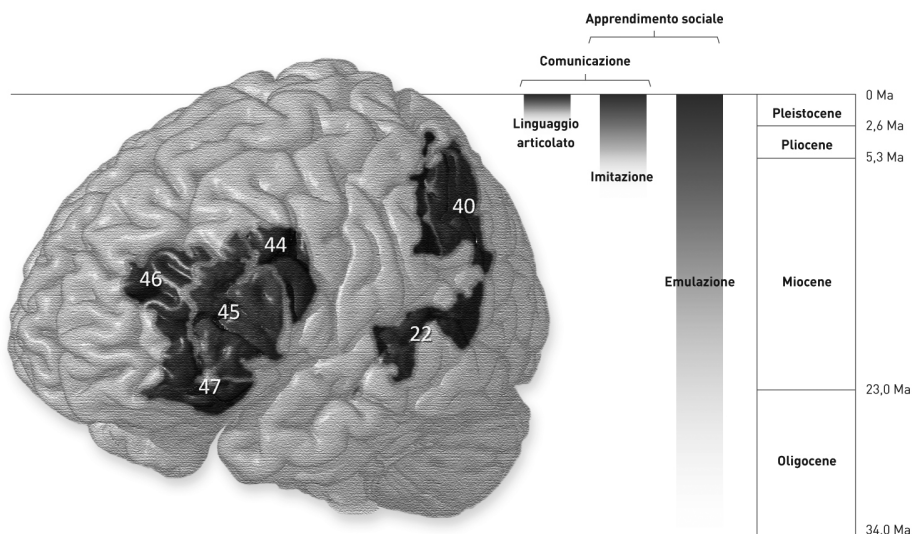 Apprendimento sociale
Comunicazione
0 Ma
Pleistocene
Linguaggio
articolato
2,6 Ma
Pliocene
5,3 Ma
Imitazione
40
44
46
45
Emulazione
Miocene
22
47
23,0 Ma
Oligocene
34,0 Ma